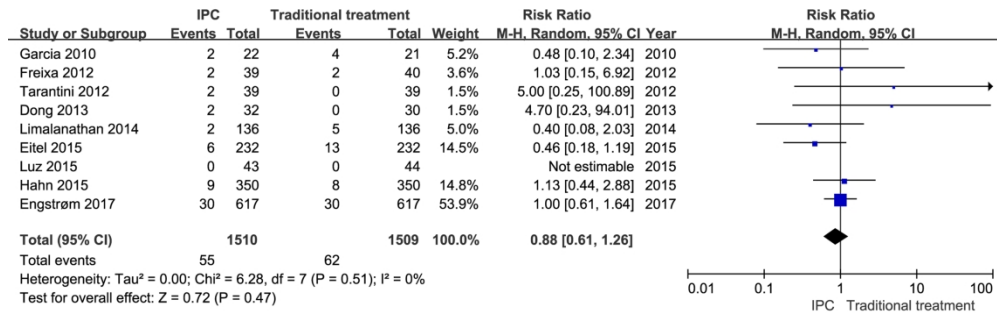 IPC Traditional treatment Risk Ratio Risk Ratio
Study or Subgroup Events Total Events Total Weight M-H. Random. 95% CI Year M-H. Random. 95% CI
Garcia 2010 2 22 4 21 5.2% 0.48 [0.10, 2.34] 2010
Freixa 2012 2 39 2 40 3.6% 1.03 [0.15, 6.92] 2012
Tarantini 2012 2 39 0 39 1.5% 5.00 [0.25, 100.89] 2012
Dong 2013 2 32 0 30 1.5% 4.70 [0.23, 94.01] 2013
Limalanathan 2014 2 136 5 136 5.0% 0.40 [0.08, 2.03] 2014
Eitel 2015 6 232 13 232 14.5% 0.46 [0.18, 1.19] 2015
Luz 2015 0 43 0 44 Not estimable 2015
Hahn 2015 9 350 8 350 14.8% 1.13 [0.44, 2.88] 2015
Engstrøm 2017 30 617 30 617 53.9% 1.00 [0.61, 1.64] 2017
Total (95% CI) 1510 1509 100.0% 0.88 [0.61, 1.26]
Total events 55 62
Heterogeneity: Tau² = 0.00; Chi² = 6.28, df = 7 (P = 0.51); I² = 0%
Test for overall effect: Z = 0.72 (P = 0.47)
0.01 0.1 1 10 100
IPC Traditional treatment